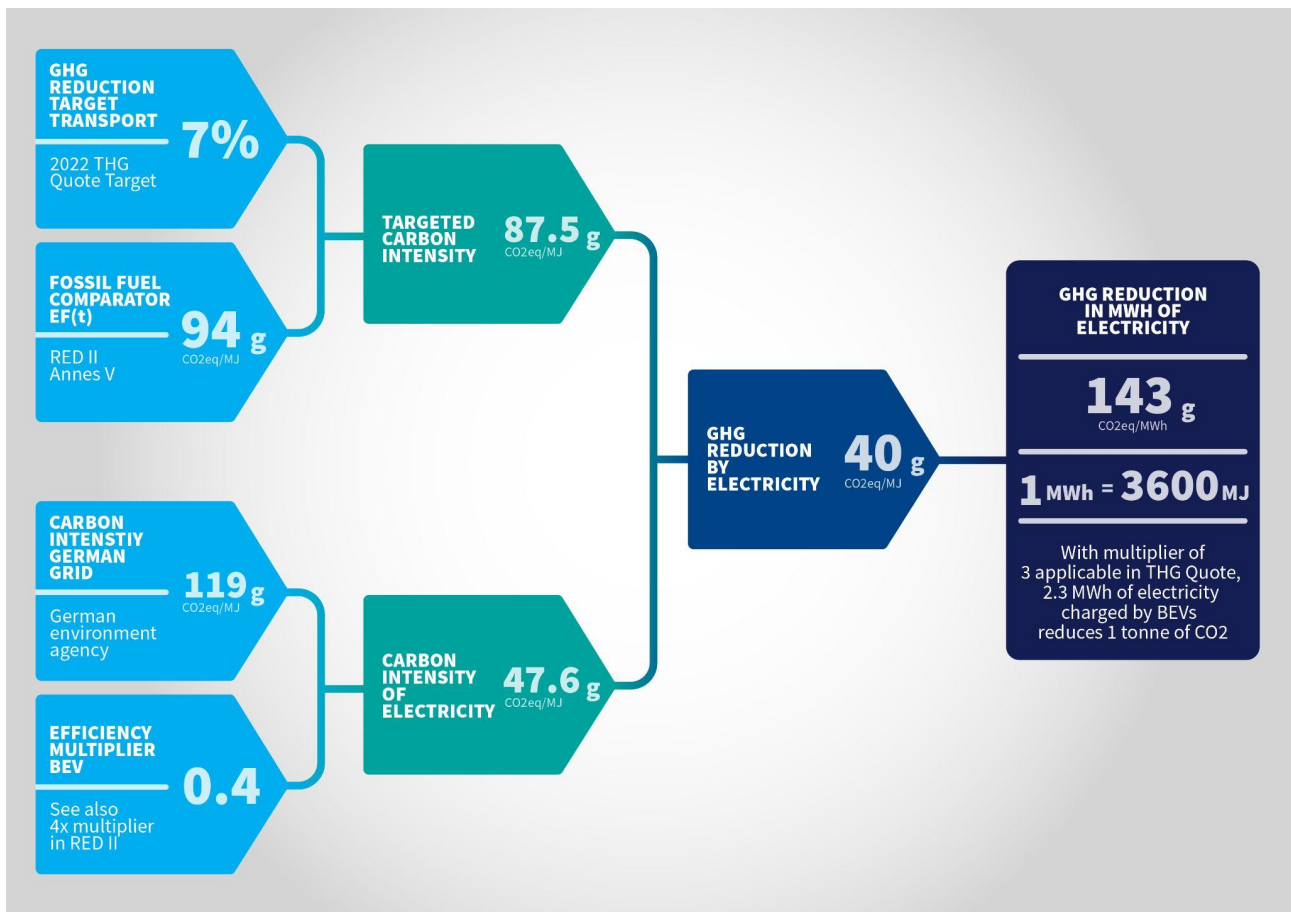 GHG
REDUCTION
TARGET
TRANSPORT
7%
2022 THG
Quote Target
FOSSIL FUEL
COMPARATOR
EF(t)
94 g
CO2eq/MJ
RED II
Annes V
CARBON
INTENSTIY
GERMAN
GRID
119 g
CO2eq/MJ
German
environment
agency
EFFICIENCY
MULTIPLIER
BEV
0.4
See also
4x multiplier
in RED II
TARGETED
CARBON
INTENSITY
87.5 g
CO2eq/MJ
CARBON
INTENSITY
OF
ELECTRICITY
47.6 g
CO2eq/MJ
GHG
REDUCTION
BY
ELECTRICITY
40 g
CO2eq/MJ
GHG REDUCTION
IN MWH OF
ELECTRICITY
143 g
CO2eq/MWh
1 MWh = 3600 MJ
With multiplier of
3 applicable in THG Quote,
2.3 MWh of electricity
charged by BEVs
reduces 1 tonne of CO2